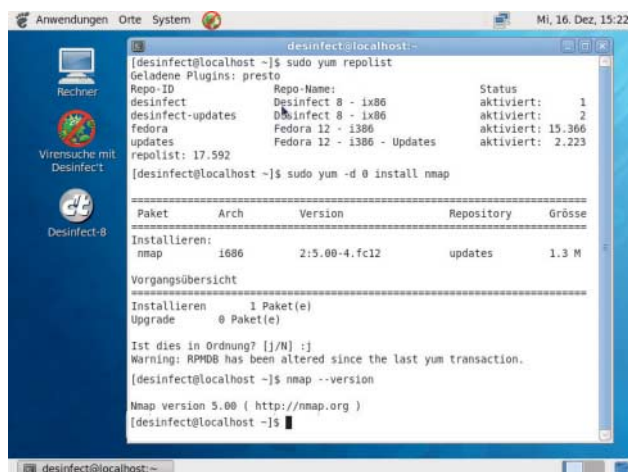 Anwendungen Orte System Mi, 16. Dez, 15:22
desinfect@localhost:~
Rechner
Virensuche mit
Desinfec't
Desinfect-8
[desinfect@localhost ~]$ sudo yum repolist
Geladene Plugins: presto
Repo-ID Repo-Name: Status
desinfect Desinfect 8 - ix86 aktiviert: 1
desinfect-updates Desinfect 8 - ix86 aktiviert: 2
fedora Fedora 12 - i386 aktiviert: 15.366
updates Fedora 12 - i386 - Updates aktiviert: 2.223
repolist: 17.592
[desinfect@localhost ~]$ sudo yum -d 0 install nmap
Paket Arch Version Repository Grösse
Installieren:
nmap i686 2:5.00-4.fc12 updates 1.3 M
Vorgangsübersicht
Installieren 1 Paket(e)
Upgrade 0 Paket(e)
Ist dies in Ordnung? [j/N] :j
Warning: RPMDB has been altered since the last yum transaction.
[desinfect@localhost ~]$ nmap --version
Nmap version 5.00 ( http://nmap.org )
[desinfect@localhost ~]$
desinfect@localhost:~